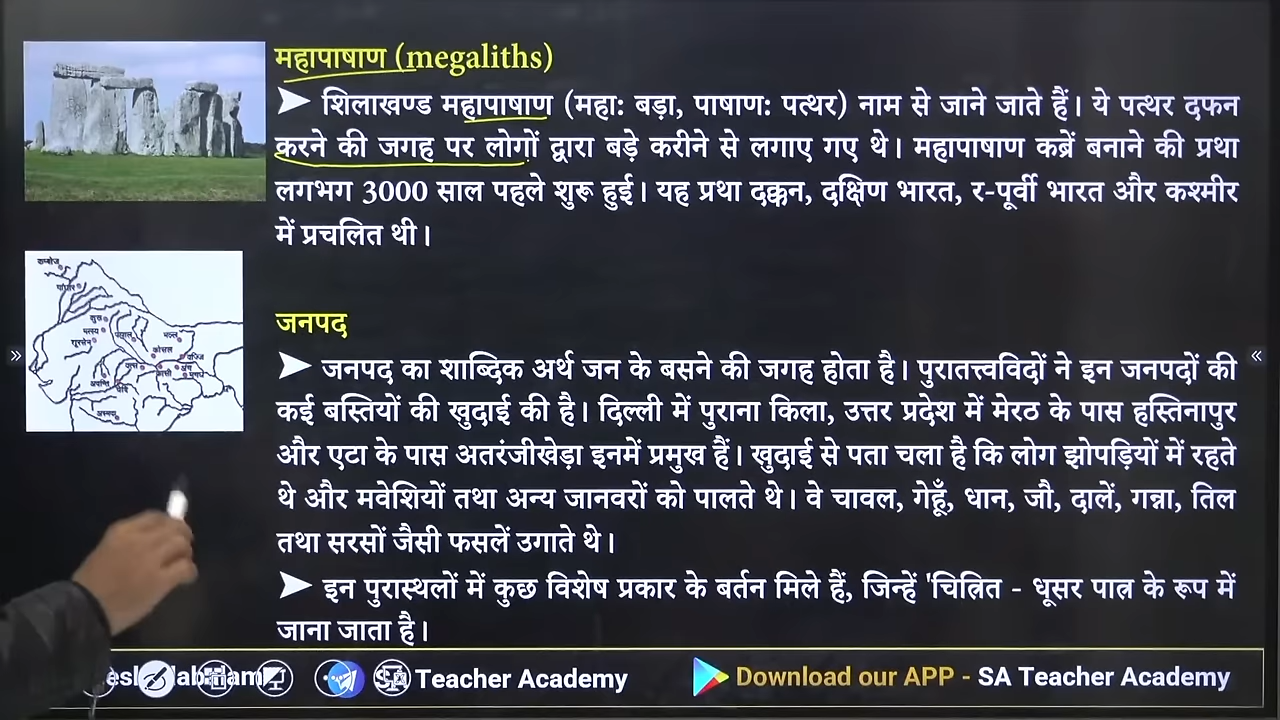 महापाषाण (megaliths)
➤ शिलाखण्ड महापाषाण (महा: बड़ा, पाषाण: पत्थर) नाम से जाने जाते हैं। ये पत्थर दफन
करने की जगह पर लोगों द्वारा बड़े करीने से लगाए गए थे। महापाषाण कब्रें बनाने की प्रथा
लगभग 3000 साल पहले शुरू हुई। यह प्रथा दक्कन, दक्षिण भारत, र-पूर्वी भारत और कश्मीर
में प्रचलित थी।
जनपद
➤ जनपद का शाब्दिक अर्थ जन के बसने की जगह होता है। पुरातत्त्वविदों ने इन जनपदों की
कई बस्तियों की खुदाई की है। दिल्ली में पुराना किला, उत्तर प्रदेश में मेरठ के पास हस्तिनापुर
और एटा के पास अतरंजीखेड़ा इनमें प्रमुख हैं। खुदाई से पता चला है कि लोग झोपड़ियों में रहते
थे और मवेशियों तथा अन्य जानवरों को पालते थे। वे चावल, गेहूँ, धान, जौ, दालें, गन्ना, तिल
तथा सरसों जैसी फसलें उगाते थे।
➤ इन पुरास्थलों में कुछ विशेष प्रकार के बर्तन मिले हैं, जिन्हें 'चित्रित - धूसर पात्र के रूप में
जाना जाता है।
Teacher Academy
Download our APP - SA Teacher Academy